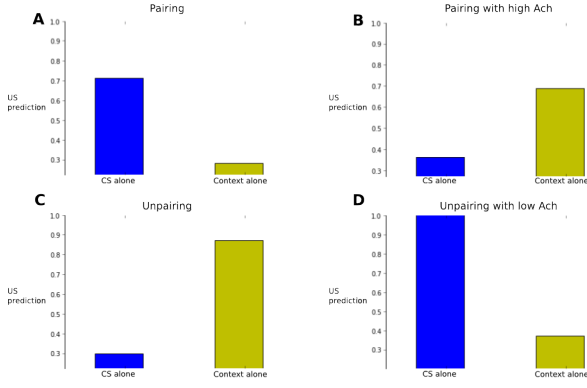 A
Pairing
1.0
0.9
0.8
0.7
0.6
0.5
0.4
0.3
US
prediction
CS alone
Context alone
B
Pairing with high Ach
1.0
0.9
0.8
0.7
0.6
0.5
0.4
0.3
US
prediction
CS alone
Context alone
C
Unpairing
1.0
0.9
0.8
0.7
0.6
0.5
0.4
0.3
US
prediction
CS alone
Context alone
D
Unpairing with low Ach
1.0
0.9
0.8
0.7
0.6
0.5
0.4
0.3
US
prediction
CS alone
Context alone